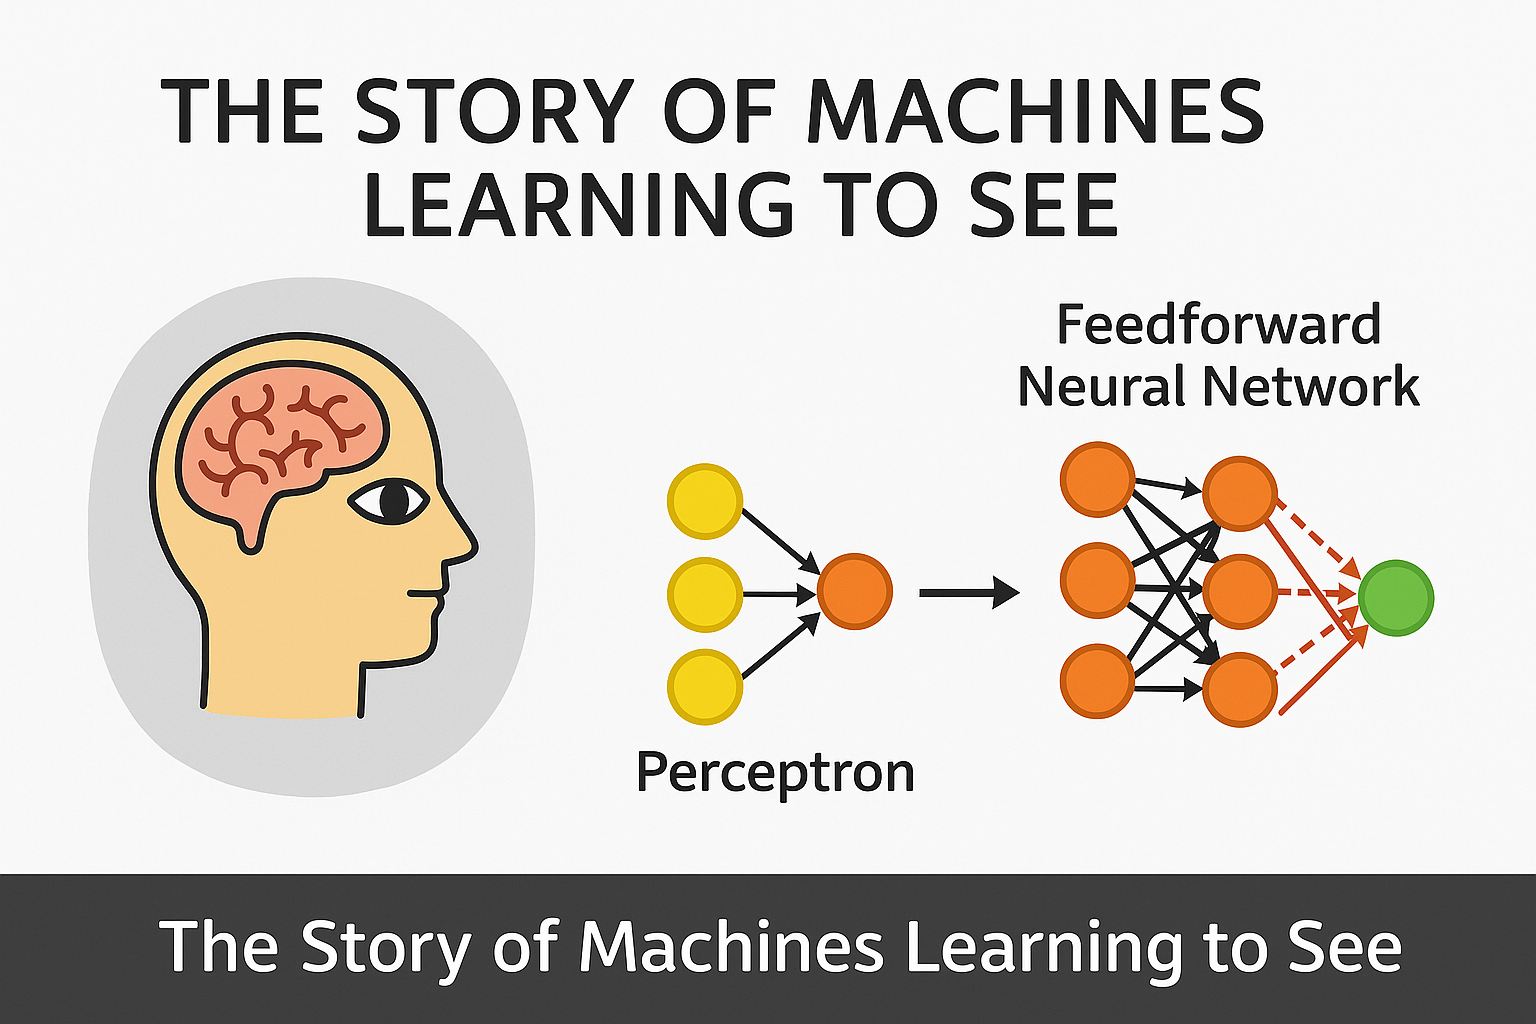 THE STORY OF MACHINES
LEARNING TO SEE
Feedforward
Neural Network
Perceptron
The Story of Machines Learning to See